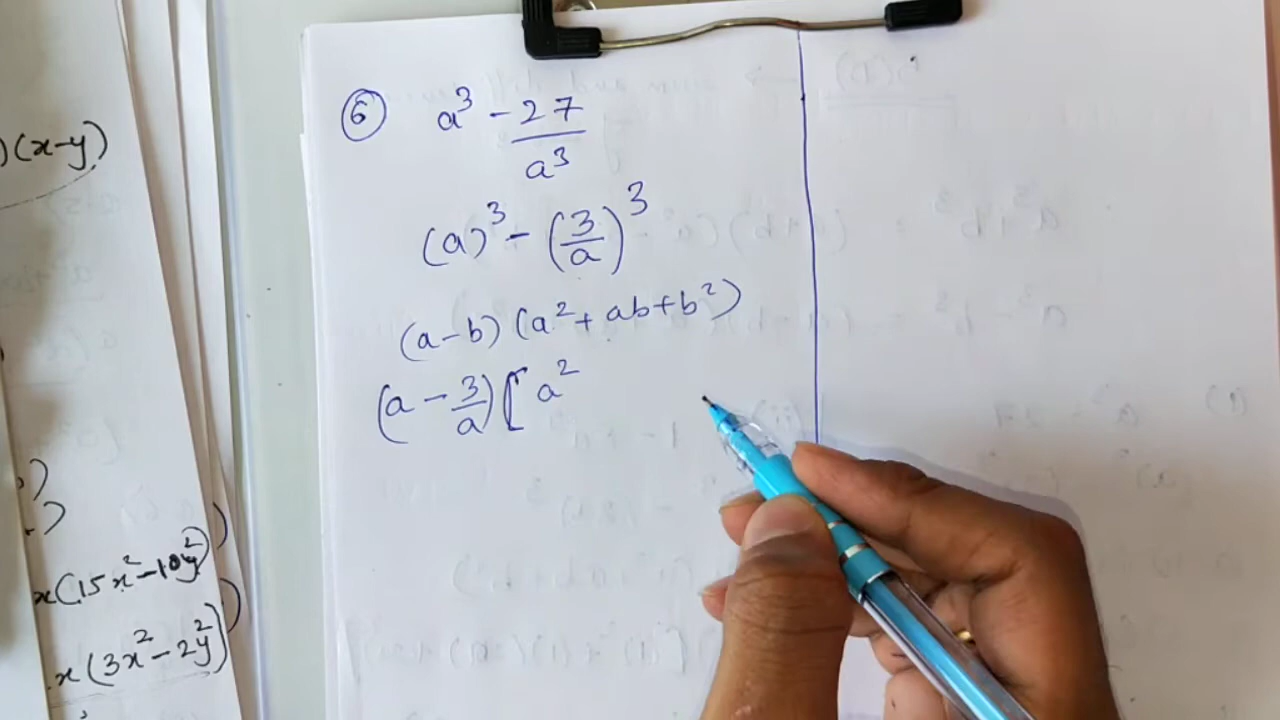 ⑥ a³ - 27/a³
(a)³ - (3/a)³
(a-b) (a²+ab+b²)
(a - 3/a) [ a²
)(x-y)
x(15x²-10y²))
x(3x²-2y²))